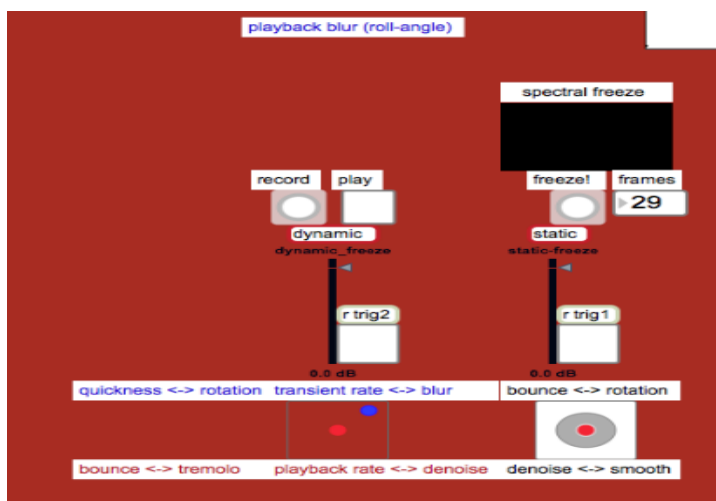 playback blur (roll-angle)
spectral freeze
record play freeze! frames
29
dynamic static
dynamic_freeze static-freeze
r trig2 r trig1
0.0 dB 0.0 dB
quickness <-> rotation transient rate <-> blur bounce <-> rotation
bounce <-> tremolo playback rate <-> denoise denoise <-> smooth